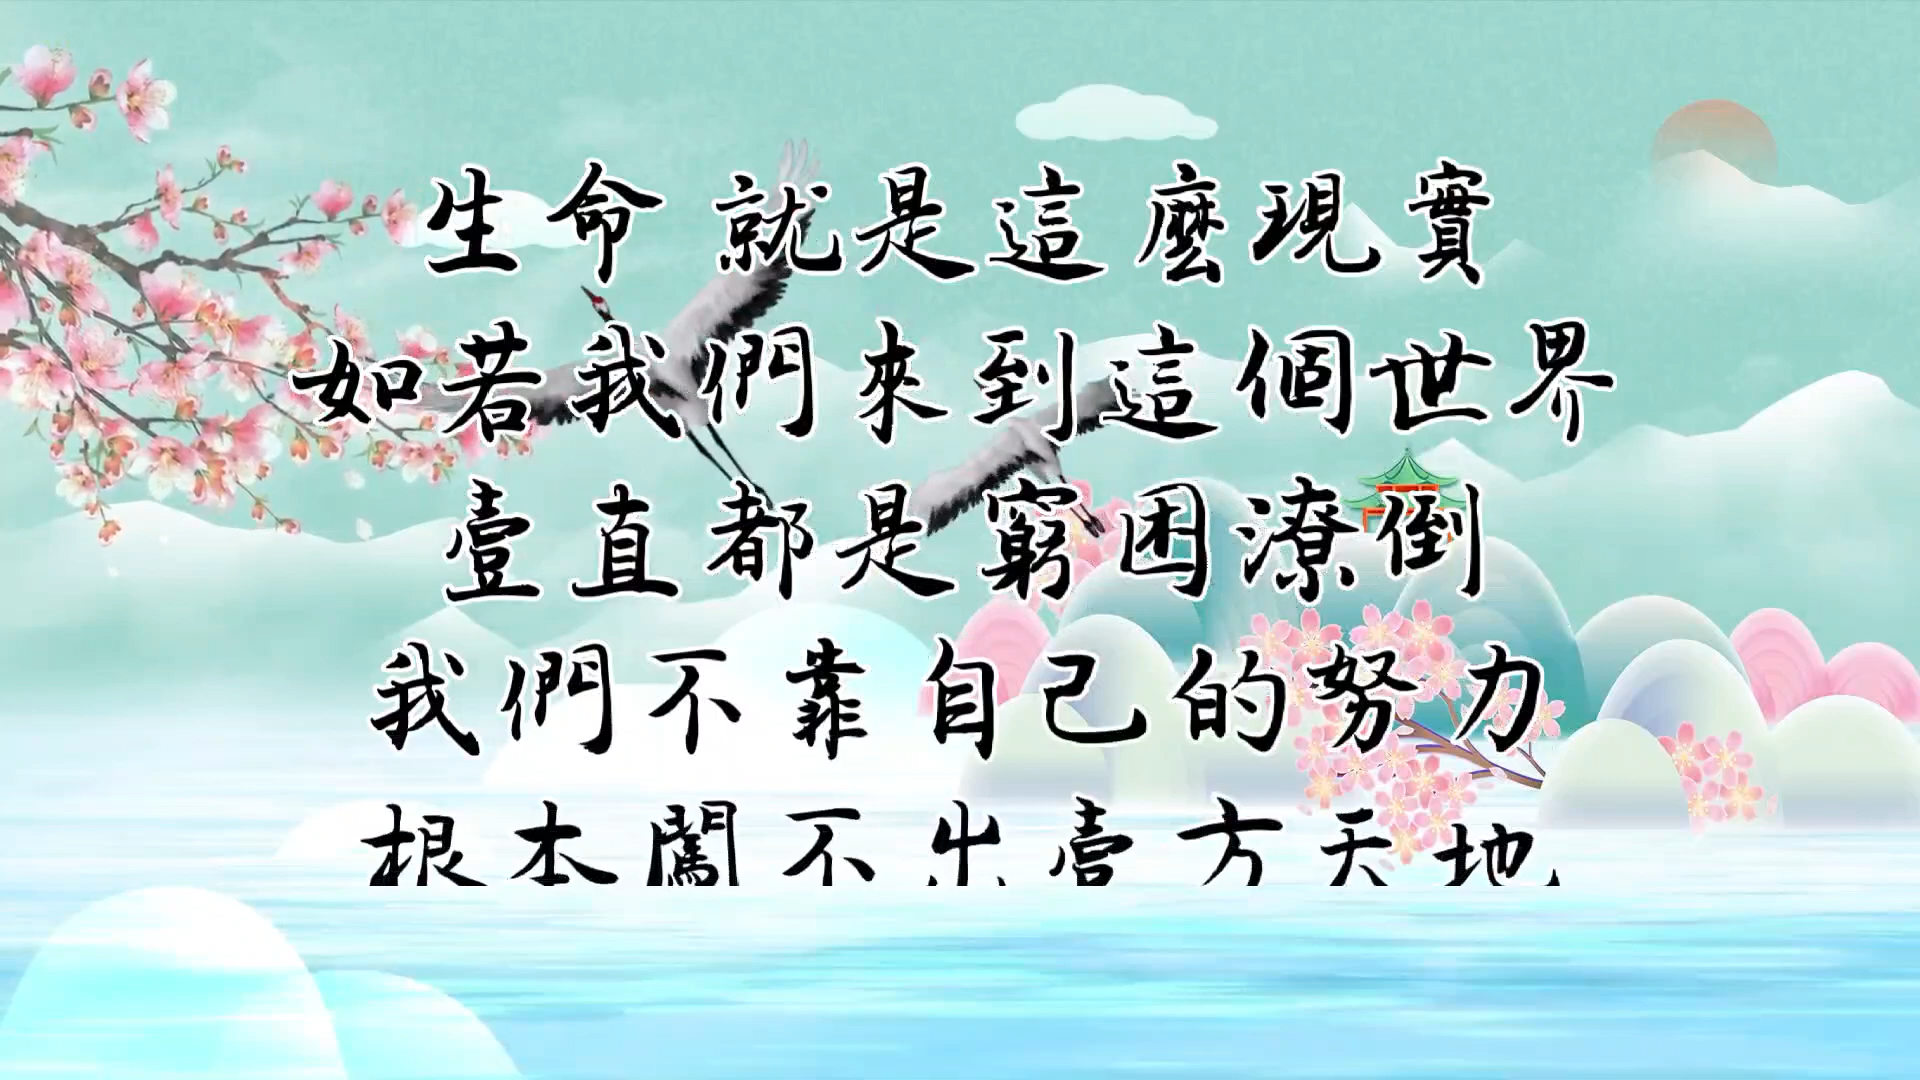 生命 就是這麼現實
如若我們來到這個世界
壹直都是窮困潦倒
我們不靠自己的努力
根本闖不出壹方天地